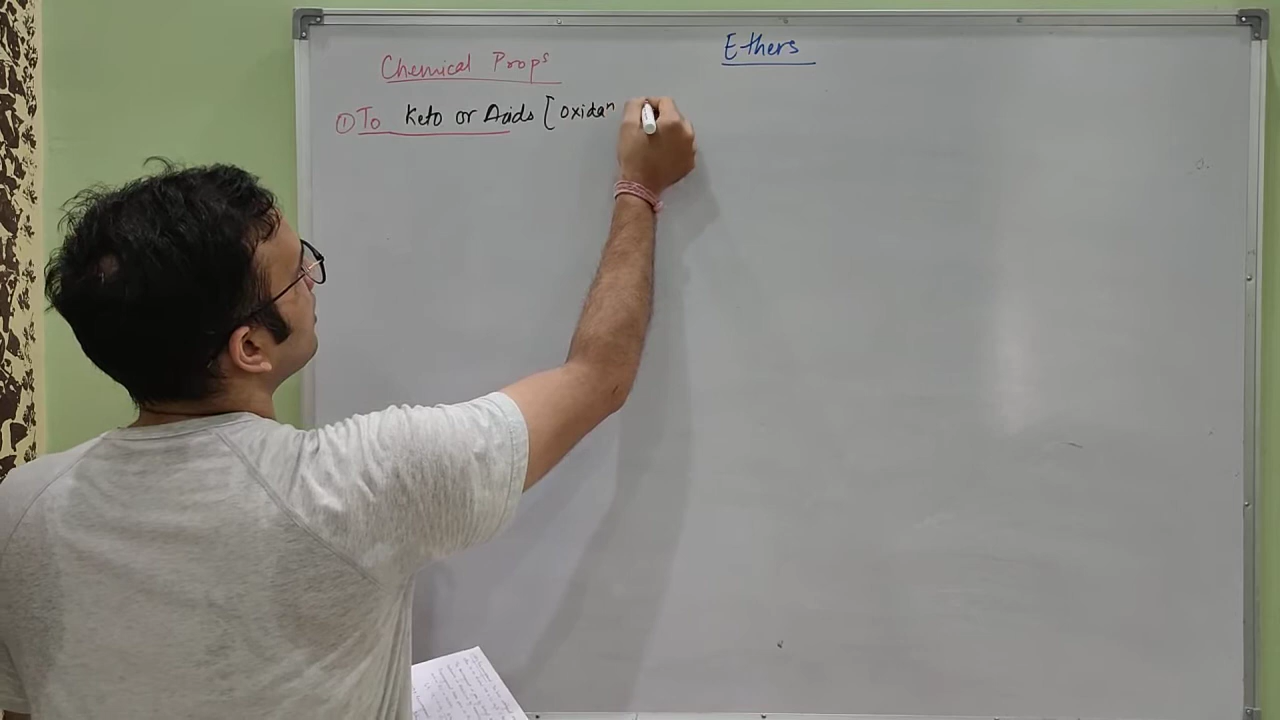 Ethers
Chemical Props
① To Keto or Acids [Oxidaⁿ